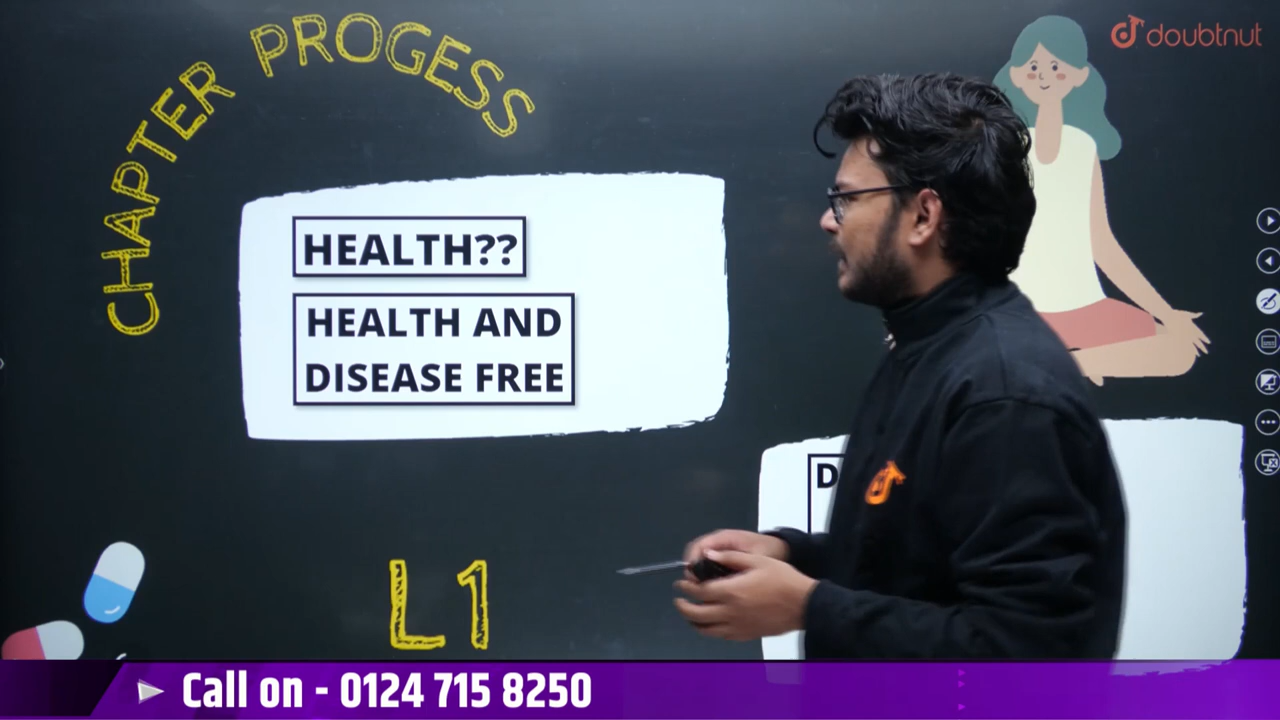 CHAPTER PROGESS
doubtnut
HEALTH??
HEALTH AND
DISEASE FREE
D
L1
Call on - 0124 715 8250